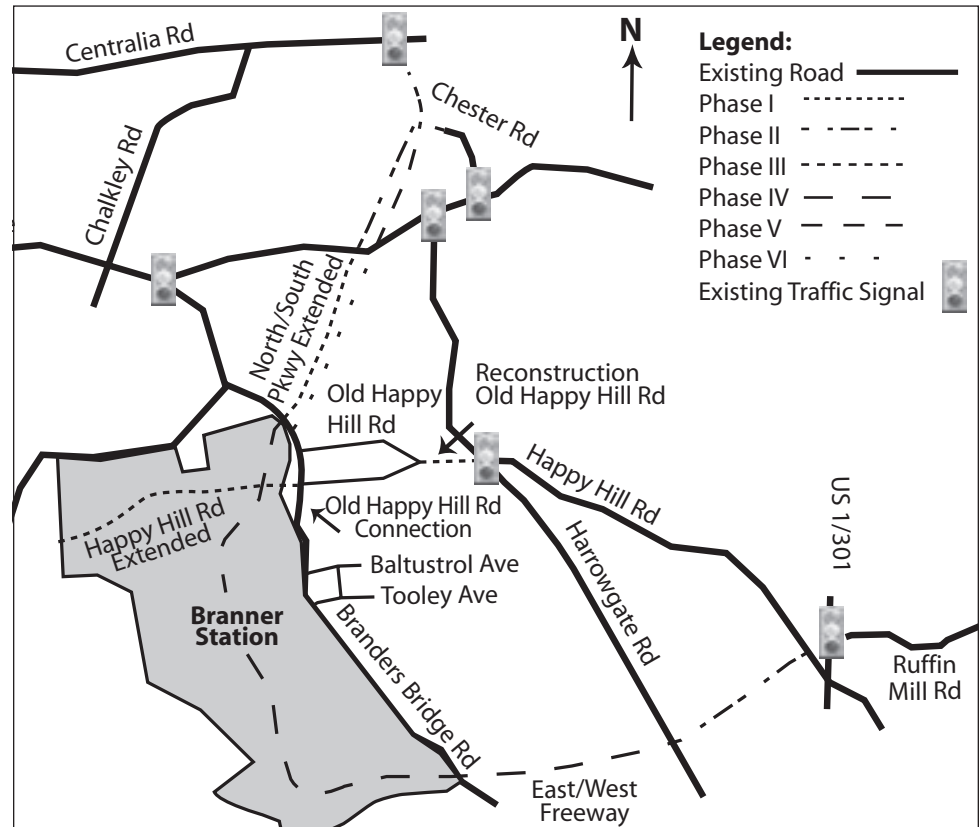 Centralia Rd
N
Legend:
Existing Road
Phase I
Phase II
Phase III
Phase IV
Phase V
Phase VI
Existing Traffic Signal
Chester Rd
Chalkley Rd
North/South
Pkwy Extended
Old Happy
Hill Rd
Reconstruction
Old Happy Hill Rd
Happy Hill Rd
US 1/301
Happy Hill Rd
Extended
Old Happy Hill Rd
Connection
Harrowgate Rd
Baltustrol Ave
Tooley Ave
Branner
Station
Branders Bridge Rd
Ruffin
Mill Rd
East/West
Freeway